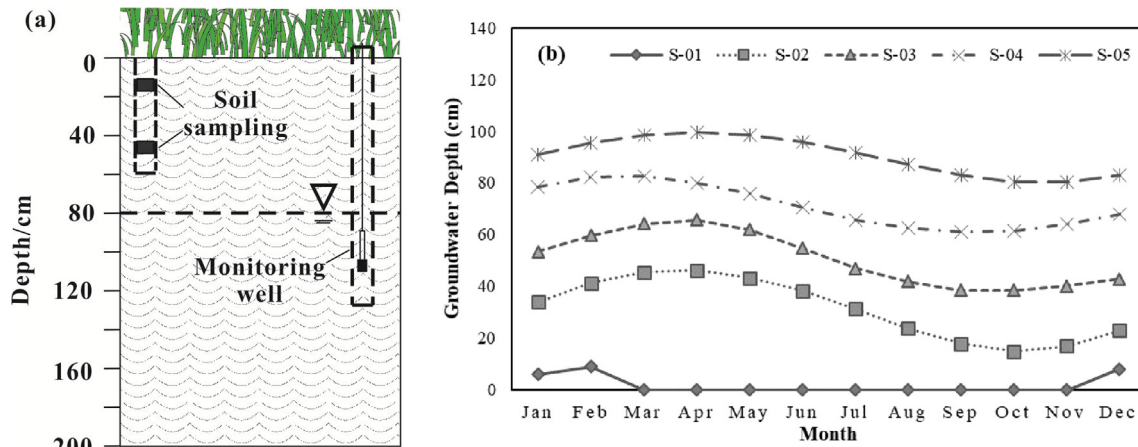 (a)
0
40
80
120
160
200
Depth/cm
Soil
sampling
Monitoring
well
(b)
S-01
S-02
S-03
S-04
S-05
140
120
100
80
60
40
20
0
Groundwater Depth (cm)
Jan Feb Mar Apr May Jun Jul Aug Sep Oct Nov Dec
Month